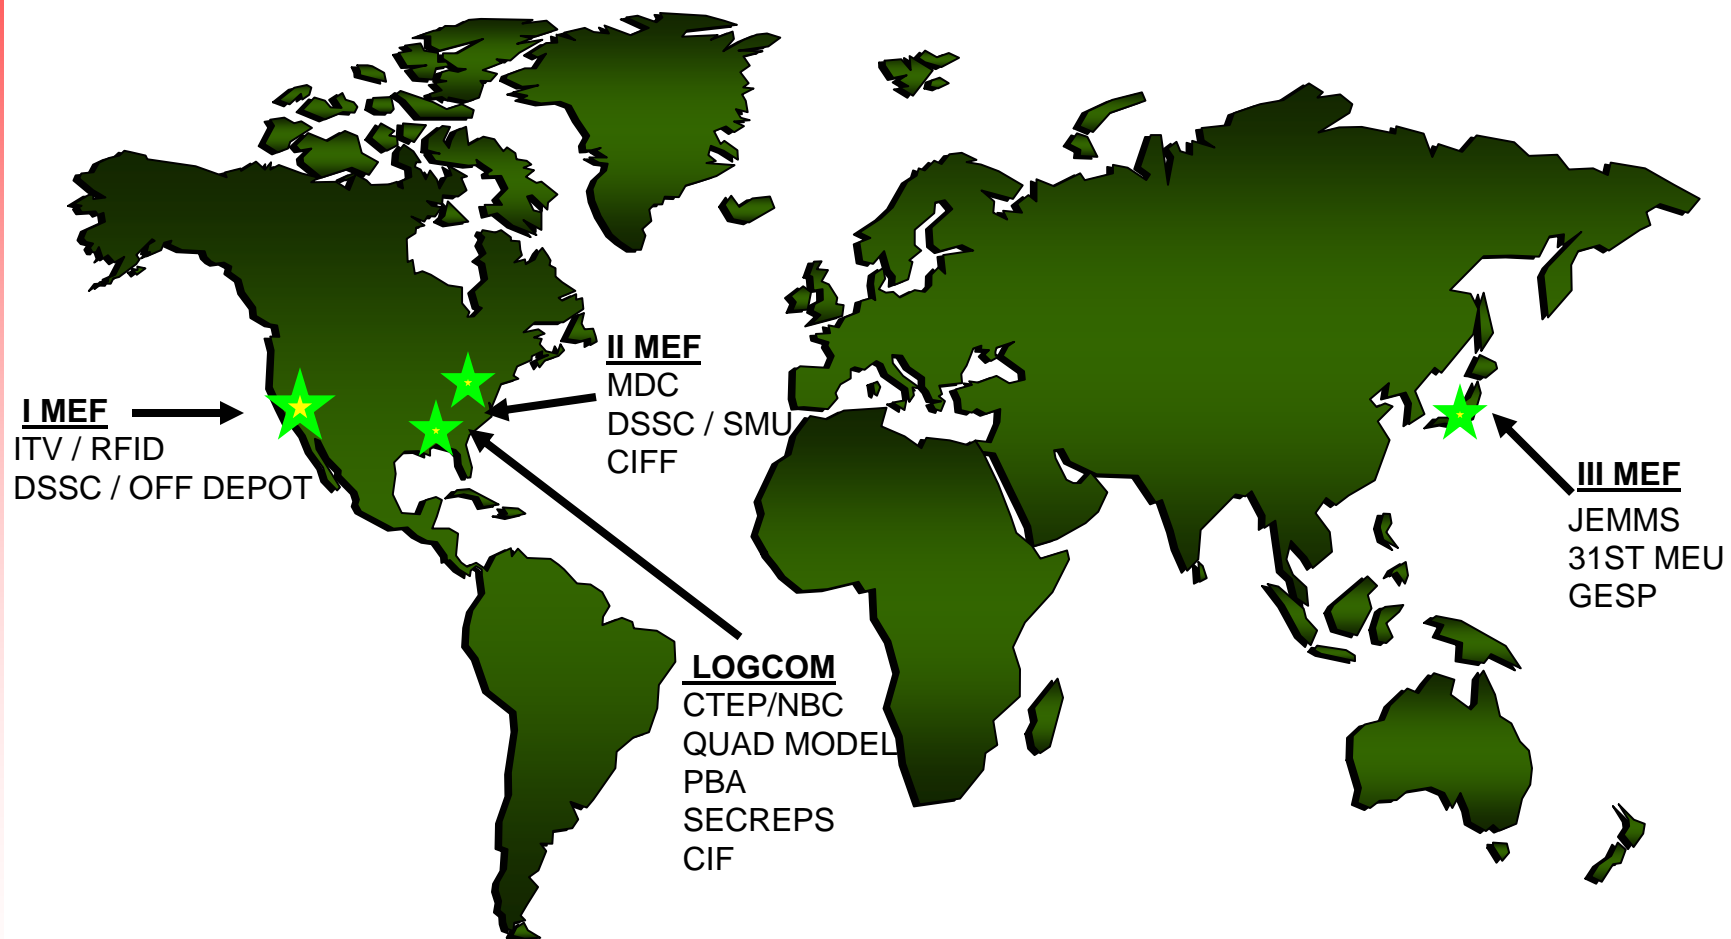 I MEF
ITV / RFID
DSSC / OFF DEPOT
II MEF
MDC
DSSC / SMU
CIFF
LOGCOM
CTEP/NBC
QUAD MODEL
PBA
SECREPS
CIF
III MEF
JEMMS
31ST MEU
GESP